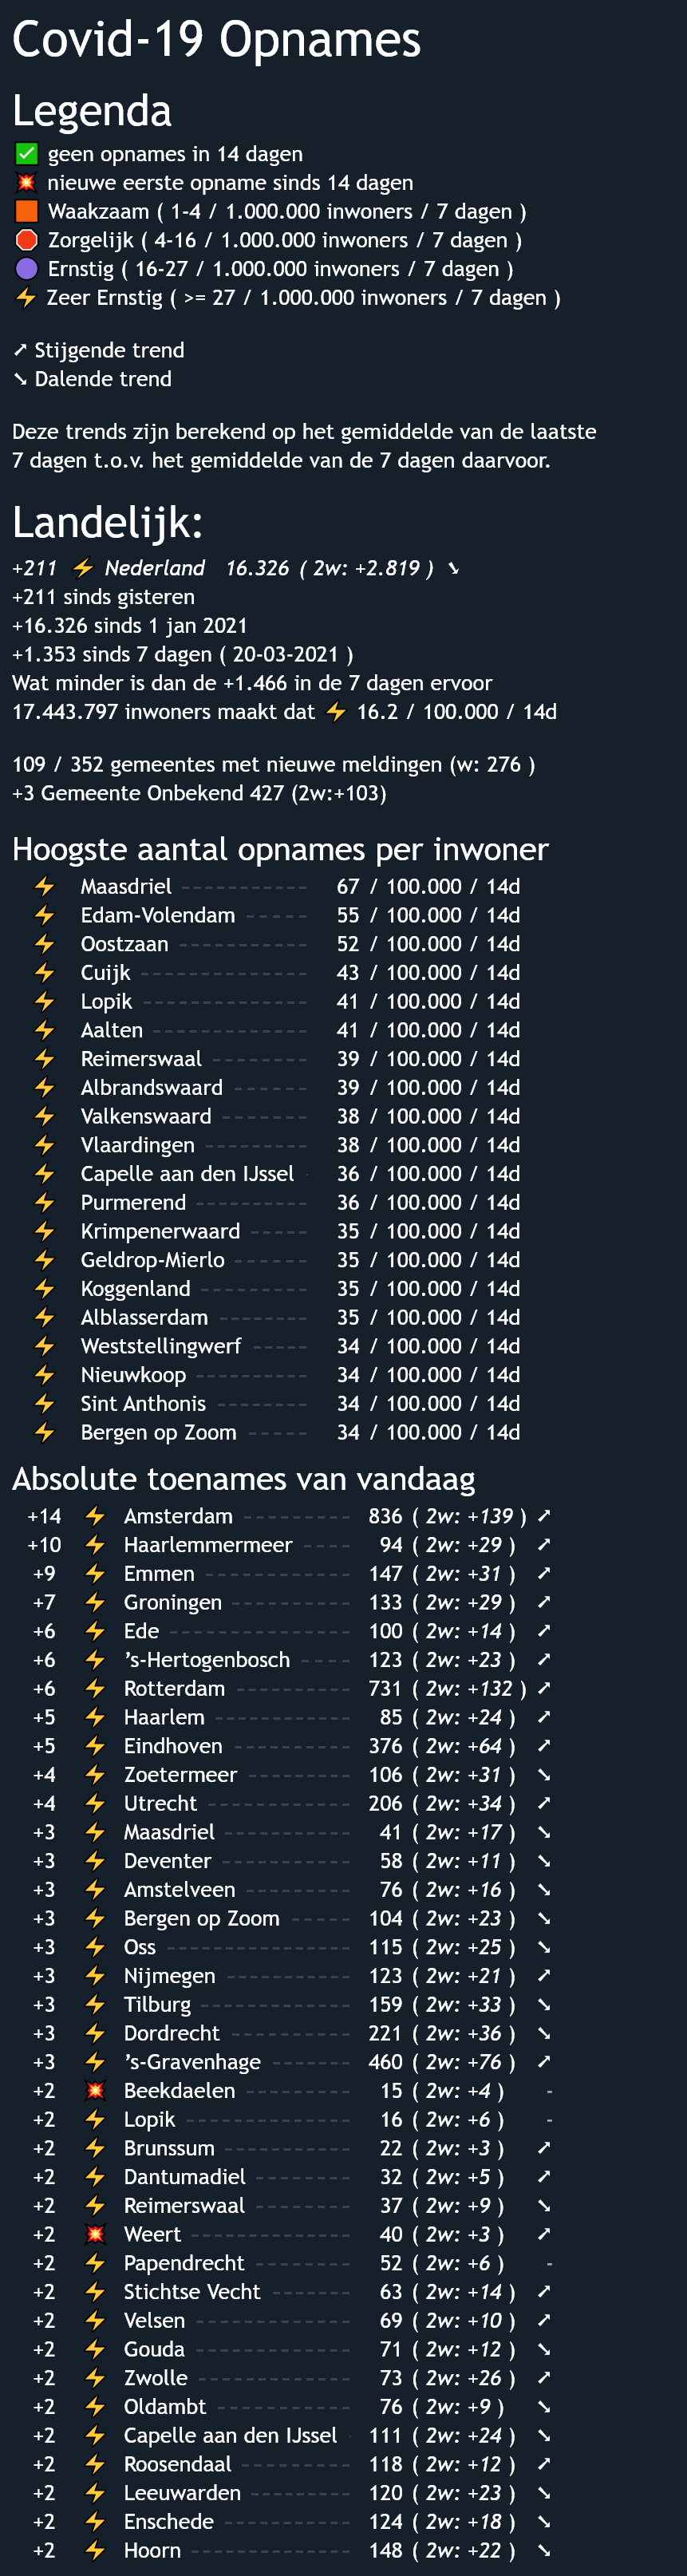 Covid-19 Opnames
Legenda
✅ geen opnames in 14 dagen
💥 nieuwe eerste opname sinds 14 dagen
🟧 Waakzaam ( 1-4 / 1.000.000 inwoners / 7 dagen )
🛑 Zorgelijk ( 4-16 / 1.000.000 inwoners / 7 dagen )
🟣 Ernstig ( 16-27 / 1.000.000 inwoners / 7 dagen )
⚡ Zeer Ernstig ( >= 27 / 1.000.000 inwoners / 7 dagen )
➚ Stijgende trend
➘ Dalende trend
Deze trends zijn berekend op het gemiddelde van de laatste
7 dagen t.o.v. het gemiddelde van de 7 dagen daarvoor.
Landelijk:
+211 ⚡ Nederland 16.326 ( 2w: +2.819 ) ➘
+211 sinds gisteren
+16.326 sinds 1 jan 2021
+1.353 sinds 7 dagen ( 20-03-2021 )
Wat minder is dan de +1.466 in de 7 dagen ervoor
17.443.797 inwoners maakt dat ⚡ 16.2 / 100.000 / 14d
109 / 352 gemeentes met nieuwe meldingen (w: 276 )
+3 Gemeente Onbekend 427 (2w:+103)
Hoogste aantal opnames per inwoner
⚡ Maasdriel ----------- 67 / 100.000 / 14d
⚡ Edam-Volendam ----- 55 / 100.000 / 14d
⚡ Oostzaan ----------- 52 / 100.000 / 14d
⚡ Cuijk -------------- 43 / 100.000 / 14d
⚡ Lopik -------------- 41 / 100.000 / 14d
⚡ Aalten ------------- 41 / 100.000 / 14d
⚡ Reimerswaal -------- 39 / 100.000 / 14d
⚡ Albrandswaard ------ 39 / 100.000 / 14d
⚡ Valkenswaard ------- 38 / 100.000 / 14d
⚡ Vlaardingen -------- 38 / 100.000 / 14d
⚡ Capelle aan den IJssel - 36 / 100.000 / 14d
⚡ Purmerend --------- 36 / 100.000 / 14d
⚡ Krimpenerwaard ----- 35 / 100.000 / 14d
⚡ Geldrop-Mierlo ------ 35 / 100.000 / 14d
⚡ Koggenland --------- 35 / 100.000 / 14d
⚡ Alblasserdam ------- 35 / 100.000 / 14d
⚡ Weststellingwerf ----- 34 / 100.000 / 14d
⚡ Nieuwkoop --------- 34 / 100.000 / 14d
⚡ Sint Anthonis ------- 34 / 100.000 / 14d
⚡ Bergen op Zoom ----- 34 / 100.000 / 14d
Absolute toenames van vandaag
+14 ⚡ Amsterdam --------- 836 ( 2w: +139 ) ➚
+10 ⚡ Haarlemmermeer ---- 94 ( 2w: +29 ) ➚
+9 ⚡ Emmen ------------ 147 ( 2w: +31 ) ➚
+7 ⚡ Groningen ---------- 133 ( 2w: +29 ) ➚
+6 ⚡ Ede --------------- 100 ( 2w: +14 ) ➚
+6 ⚡ 's-Hertogenbosch ---- 123 ( 2w: +23 ) ➚
+6 ⚡ Rotterdam ---------- 731 ( 2w: +132 ) ➚
+5 ⚡ Haarlem ----------- 85 ( 2w: +24 ) ➚
+5 ⚡ Eindhoven ---------- 376 ( 2w: +64 ) ➚
+4 ⚡ Zoetermeer --------- 106 ( 2w: +31 ) ➘
+4 ⚡ Utrecht ------------ 206 ( 2w: +34 ) ➚
+3 ⚡ Maasdriel ----------- 41 ( 2w: +17 ) ➘
+3 ⚡ Deventer ----------- 58 ( 2w: +11 ) ➘
+3 ⚡ Amstelveen --------- 76 ( 2w: +16 ) ➘
+3 ⚡ Bergen op Zoom ----- 104 ( 2w: +23 ) ➘
+3 ⚡ Oss --------------- 115 ( 2w: +25 ) ➘
+3 ⚡ Nijmegen ---------- 123 ( 2w: +21 ) ➚
+3 ⚡ Tilburg ------------ 159 ( 2w: +33 ) ➘
+3 ⚡ Dordrecht ---------- 221 ( 2w: +36 ) ➘
+3 ⚡ 's-Gravenhage ------- 460 ( 2w: +76 ) ➚
+2 💥 Beekdaelen --------- 15 ( 2w: +4 ) -
+2 ⚡ Lopik -------------- 16 ( 2w: +6 ) -
+2 ⚡ Brunssum ----------- 22 ( 2w: +3 ) ➚
+2 ⚡ Dantumadiel -------- 32 ( 2w: +5 ) ➚
+2 ⚡ Reimerswaal -------- 37 ( 2w: +9 ) ➘
+2 💥 Weert ------------- 40 ( 2w: +3 ) ➚
+2 ⚡ Papendrecht -------- 52 ( 2w: +6 ) -
+2 ⚡ Stichtse Vecht ------- 63 ( 2w: +14 ) ➚
+2 ⚡ Velsen ------------- 69 ( 2w: +10 ) ➚
+2 ⚡ Gouda ------------- 71 ( 2w: +12 ) ➘
+2 ⚡ Zwolle ------------- 73 ( 2w: +26 ) ➚
+2 ⚡ Oldambt ----------- 76 ( 2w: +9 ) ➘
+2 ⚡ Capelle aan den IJssel - 111 ( 2w: +24 ) ➘
+2 ⚡ Roosendaal --------- 118 ( 2w: +12 ) ➚
+2 ⚡ Leeuwarden -------- 120 ( 2w: +23 ) ➘
+2 ⚡ Enschede ---------- 124 ( 2w: +18 ) ➘
+2 ⚡ Hoorn ------------- 148 ( 2w: +22 ) ➘